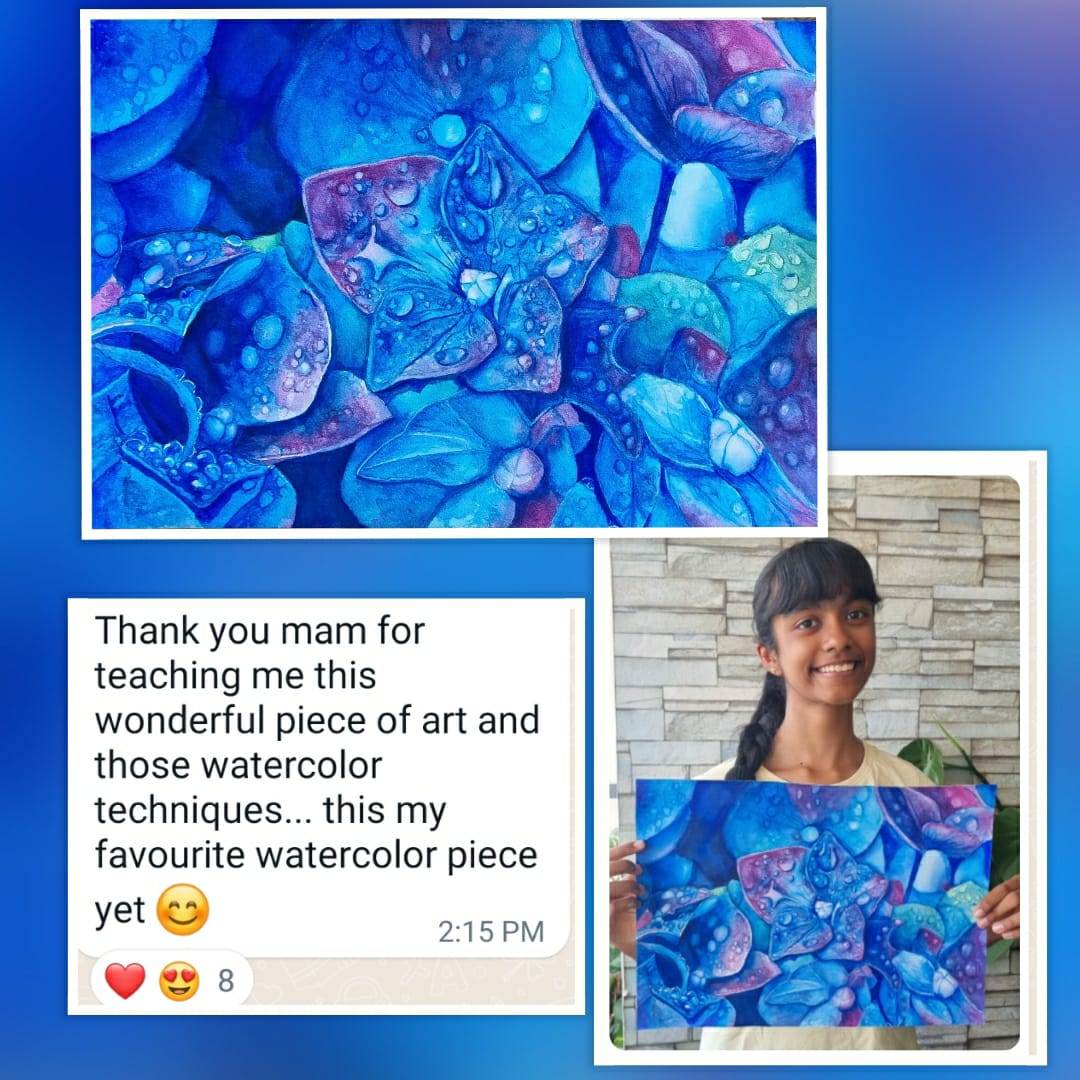 Thank you mam for
teaching me this
wonderful piece of art and
those watercolor
techniques... this my
favourite watercolor piece
yet 😊
2:15 PM
❤️ 😍 8